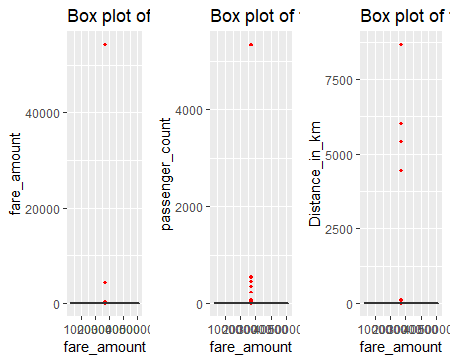 Box plot of
fare_amount
40000
20000
0
fare_amount
Box plot of
passenger_count
4000
2000
0
fare_amount
Box plot of
Distance_in_km
7500
5000
2500
0
fare_amount